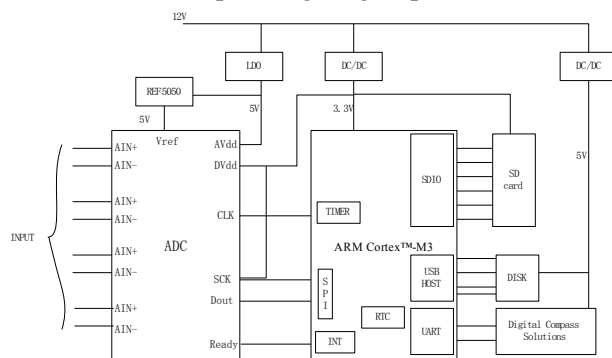 12V
LDO
DC/DC
DC/DC
REF5050
5V
5V
3.3V
5V
Vref
AVdd
DVdd
AIN+
AIN-
SDIO
SD
card
AIN+
AIN-
CLK
TIMER
INPUT
ADC
ARM Cortex™-M3
AIN+
AIN-
SCK
S
P
I
USB
HOST
DISK
Dout
AIN+
AIN-
RTC
UART
Digital Compass
Solutions
Ready
INT